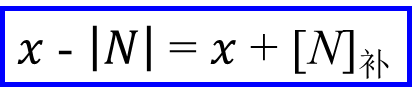 x - |N| = x + [N]补